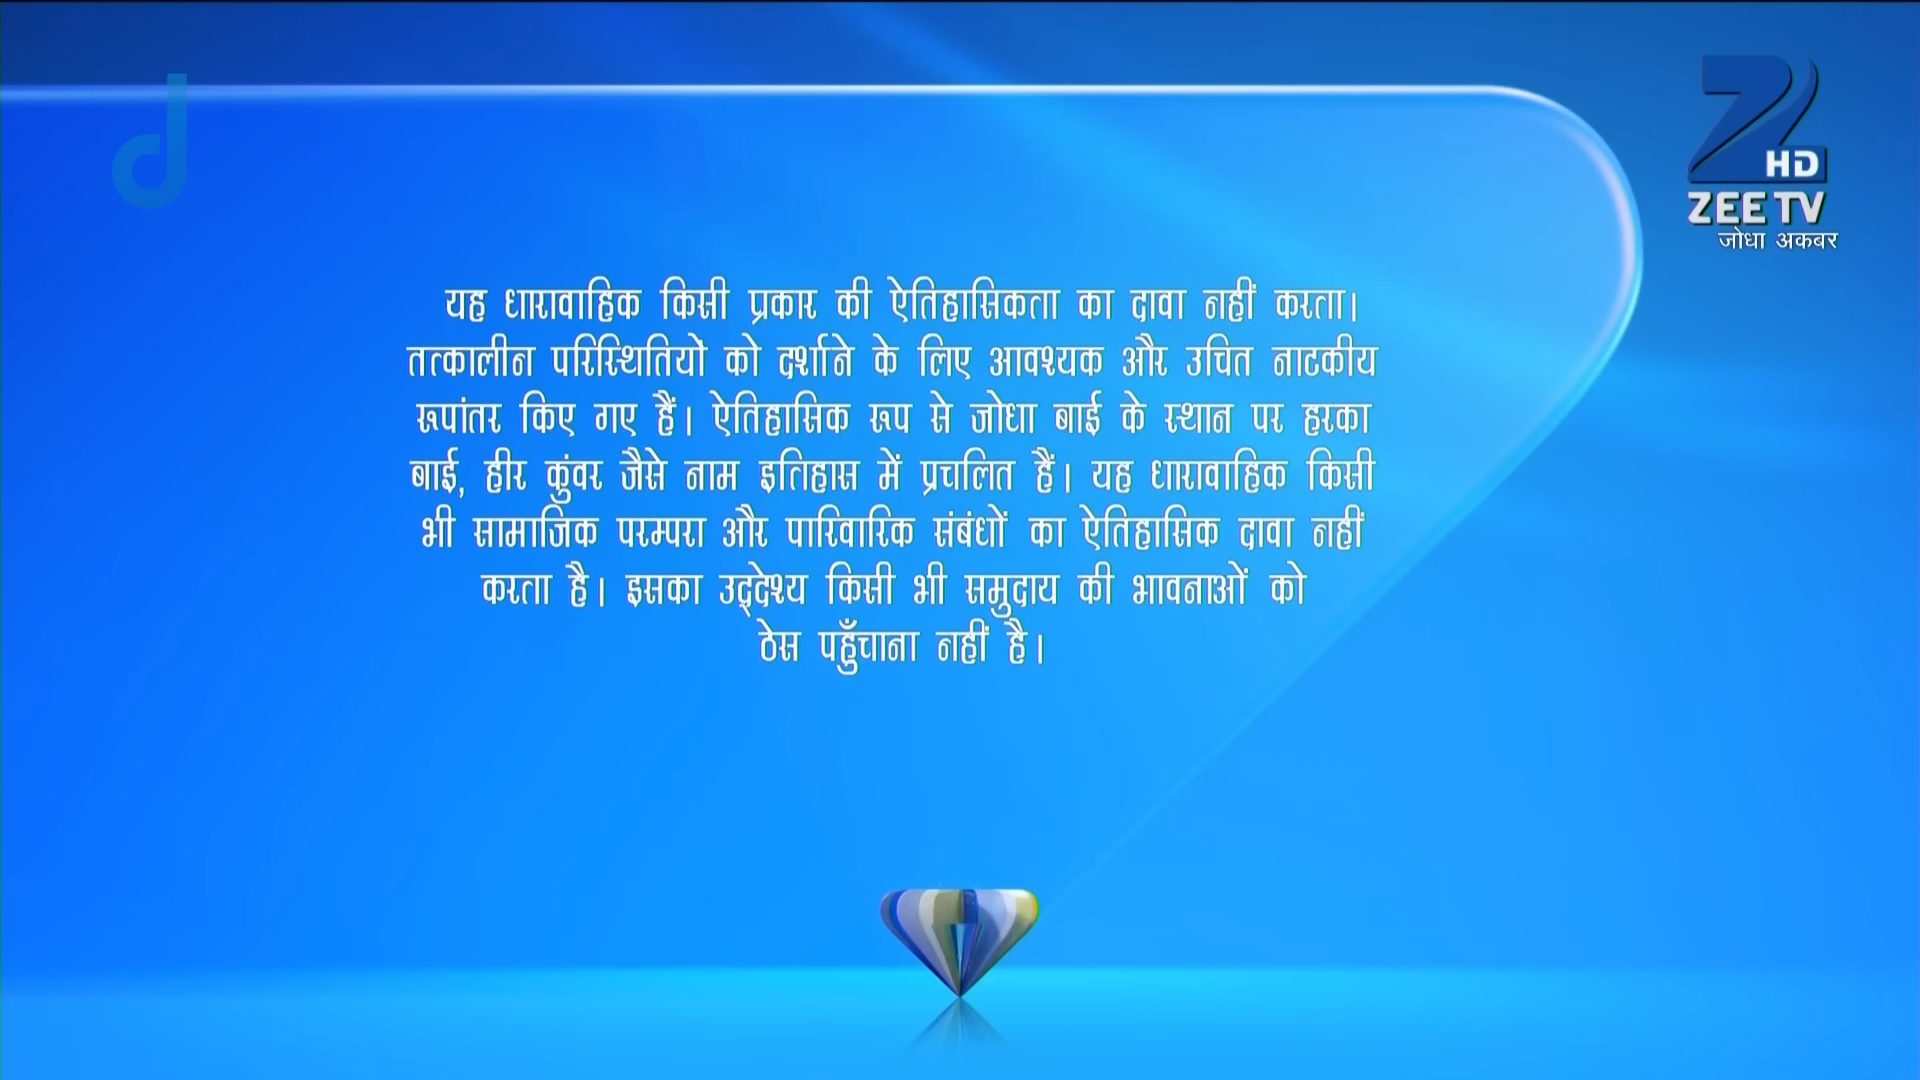 d
HD
ZEE TV
जोधा अकबर
यह धारावाहिक किसी प्रकार की ऐतिहासिकता का दावा नहीं करता।
तत्कालीन परिस्थितियों को दर्शाने के लिए आवश्यक और उचित नाटकीय
रूपांतर किए गए हैं। ऐतिहासिक रूप से जोधा बाई के स्थान पर हरका
बाई, हीर कुंवर जैसे नाम इतिहास में प्रचलित हैं। यह धारावाहिक किसी
भी सामाजिक परम्परा और पारिवारिक संबंधों का ऐतिहासिक दावा नहीं
करता है। इसका उद्देश्य किसी भी समुदाय की भावनाओं को
ठेस पहुँचाना नहीं है।